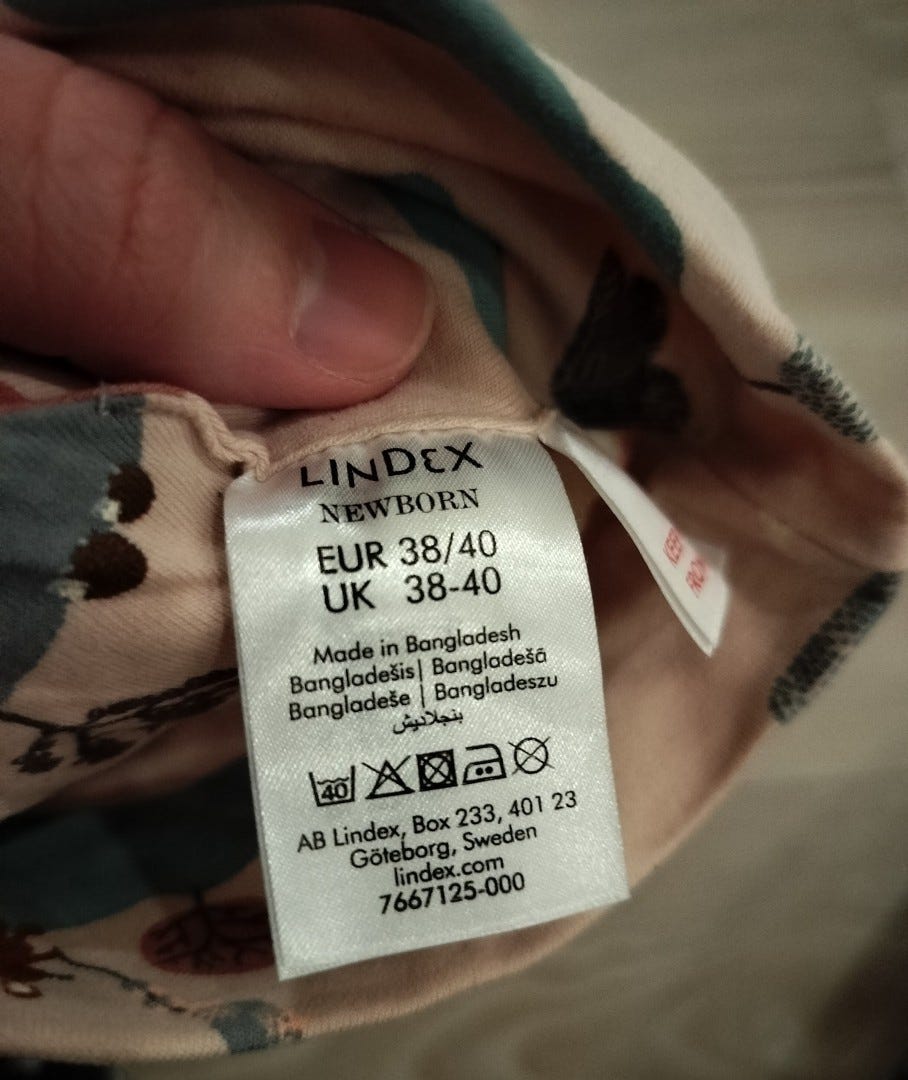 LINDEX
NEWBORN
EUR 38/40
UK 38-40
Made in Bangladesh
Bangladešis| Bangladešā
Bangladeše | Bangladeszu
بنجلاديش
40
AB Lindex, Box 233, 401 23
Göteborg, Sweden
lindex.com
7667125-000